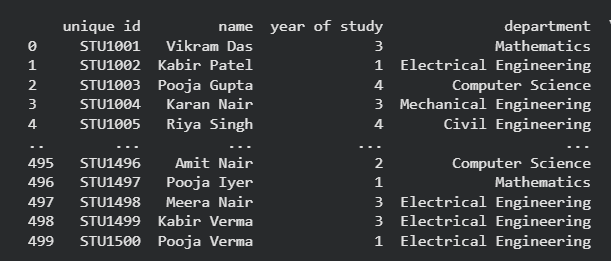 unique id name year of study department
0 STU1001 Vikram Das 3 Mathematics
1 STU1002 Kabir Patel 1 Electrical Engineering
2 STU1003 Pooja Gupta 4 Computer Science
3 STU1004 Karan Nair 3 Mechanical Engineering
4 STU1005 Riya Singh 4 Civil Engineering
.. ... ... ... ...
495 STU1496 Amit Nair 2 Computer Science
496 STU1497 Pooja Iyer 1 Mathematics
497 STU1498 Meera Nair 3 Electrical Engineering
498 STU1499 Kabir Verma 3 Electrical Engineering
499 STU1500 Pooja Verma 1 Electrical Engineering